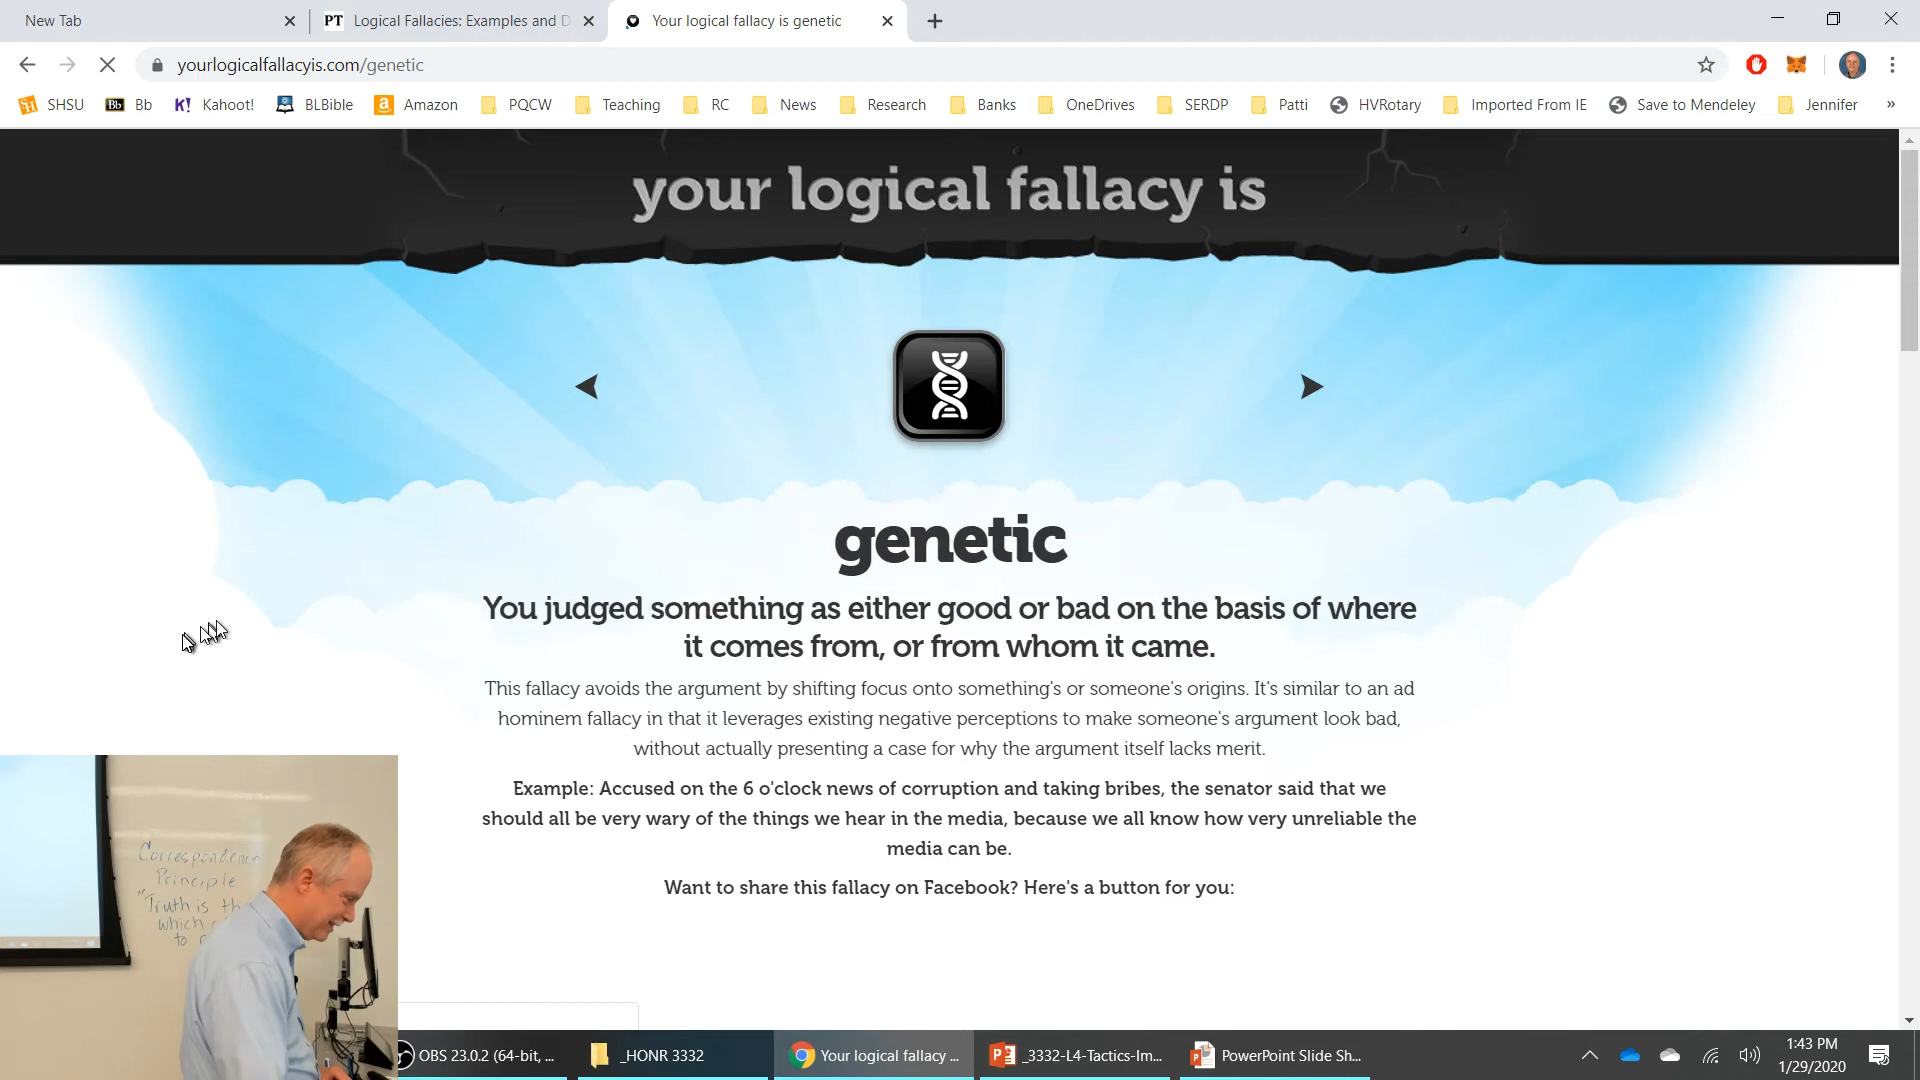 New Tab
PT Logical Fallacies: Examples and D
Your logical fallacy is genetic
yourlogicalfallacyis.com/genetic
SHSU
Bb Bb
K! Kahoot!
BLBible
a Amazon
PQCW
Teaching
RC
News
Research
Banks
OneDrives
SERDP
Patti
HVRotary
Imported From IE
Save to Mendeley
Jennifer
»
your logical fallacy is
genetic
You judged something as either good or bad on the basis of where
it comes from, or from whom it came.
This fallacy avoids the argument by shifting focus onto something's or someone's origins. It's similar to an ad
hominem fallacy in that it leverages existing negative perceptions to make someone's argument look bad,
without actually presenting a case for why the argument itself lacks merit.
Example: Accused on the 6 o'clock news of corruption and taking bribes, the senator said that we
should all be very wary of the things we hear in the media, because we all know how very unreliable the
media can be.
Want to share this fallacy on Facebook? Here's a button for you:
Correspondence
Principle
"Truth is th
which
to
OBS 23.0.2 (64-bit, ...
_HONR 3332
Your logical fallacy ...
_3332-L4-Tactics-Im...
PowerPoint Slide Sh...
1:43 PM
1/29/2020